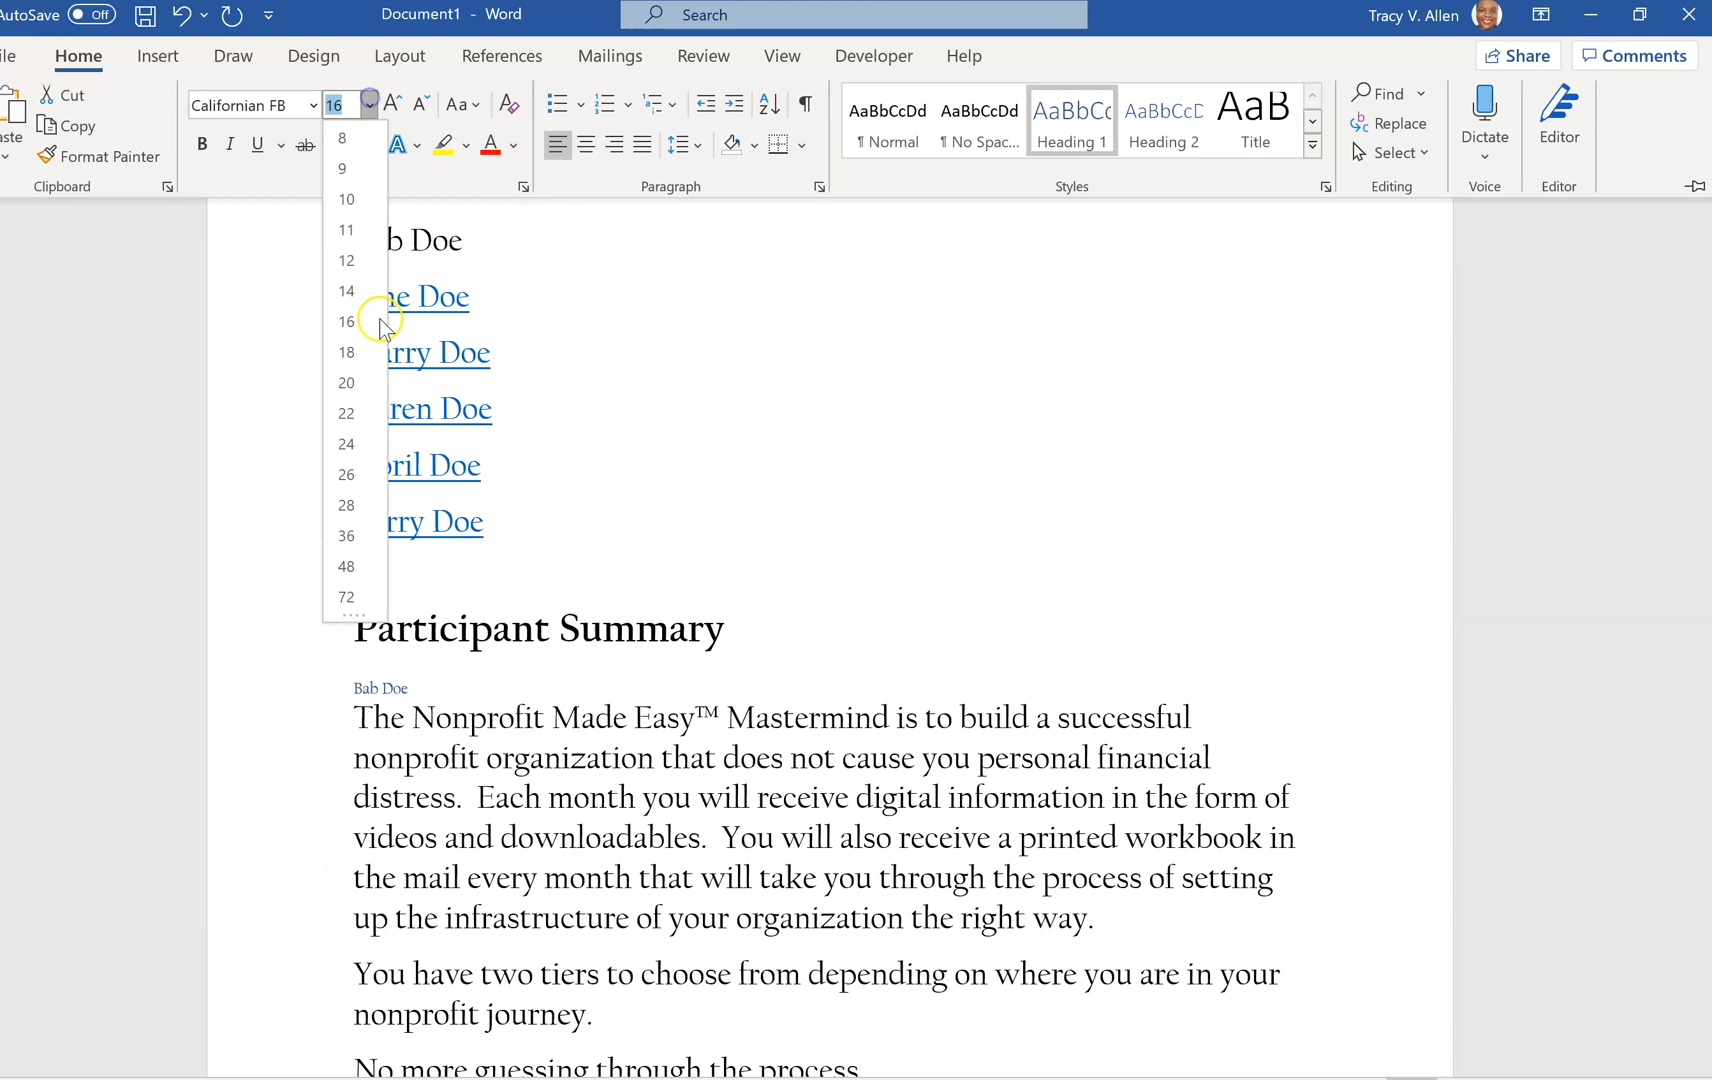 AutoSave Off Document1 - Word Search Tracy V. Allen
Home Insert Draw Design Layout References Mailings Review View Developer Help Share Comments
Cut
Copy
Format Painter
Clipboard
Californian FB 16
Aa
B I U ab A A
8
9
10
11
12
14
16
18
20
22
24
26
28
36
48
72
Paragraph
AaBbCcDd AaBbCcDd AaBbCc AaBbCcD AaB
¶ Normal ¶ No Spac... Heading 1 Heading 2 Title
Styles
Find
Replace
Select
Editing
Dictate
Voice
Editor
Editor
b Doe
ne Doe
rry Doe
ren Doe
ril Doe
rry Doe
Participant Summary
Bab Doe
The Nonprofit Made Easy™ Mastermind is to build a successful
nonprofit organization that does not cause you personal financial
distress. Each month you will receive digital information in the form of
videos and downloadables. You will also receive a printed workbook in
the mail every month that will take you through the process of setting
up the infrastructure of your organization the right way.
You have two tiers to choose from depending on where you are in your
nonprofit journey.
No more guessing through the process